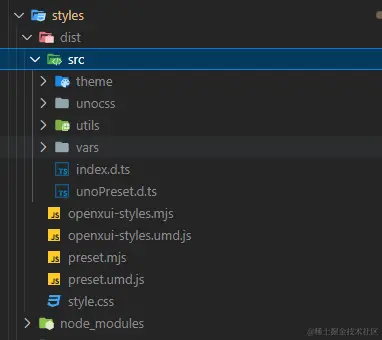 styles
dist
src
theme
unocss
utils
vars
TS index.d.ts
TS unoPreset.d.ts
JS openxui-styles.mjs
JS openxui-styles.umd.js
JS preset.mjs
JS preset.umd.js
style.css
node_modules
@稀土掘金技术社区